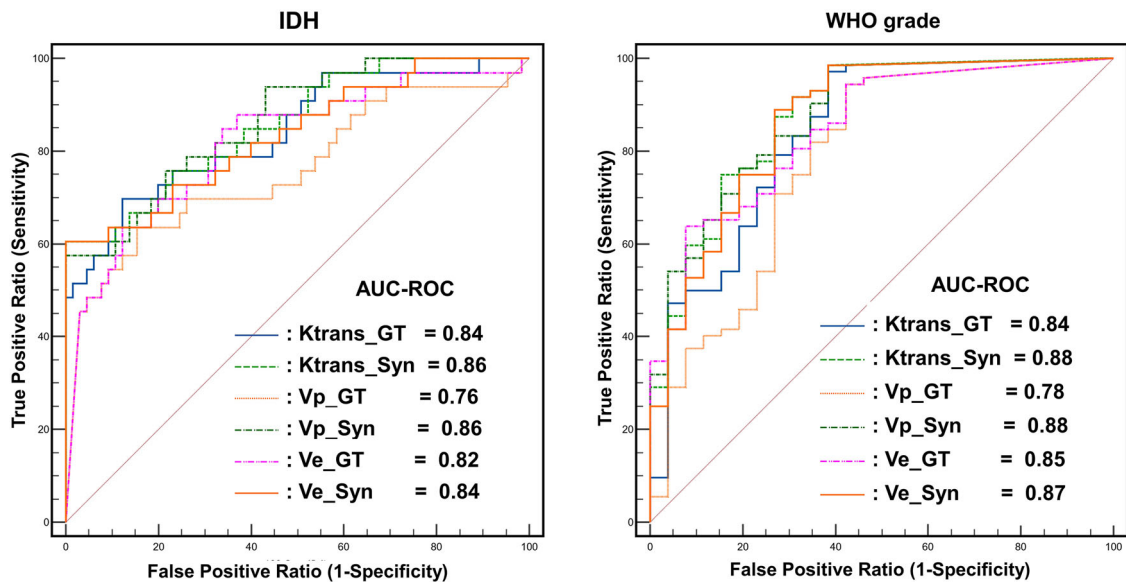 IDH
100
80
60
40
20
0
0 20 40 60 80 100
True Positive Ratio (Sensitivity)
False Positive Ratio (1-Specificity)
AUC-ROC
: Ktrans_GT = 0.84
: Ktrans_Syn = 0.86
: Vp_GT = 0.76
: Vp_Syn = 0.86
: Ve_GT = 0.82
: Ve_Syn = 0.84
WHO grade
100
80
60
40
20
0
0 20 40 60 80 100
True Positive Ratio (Sensitivity)
False Positive Ratio (1-Specificity)
AUC-ROC
: Ktrans_GT = 0.84
: Ktrans_Syn = 0.88
: Vp_GT = 0.78
: Vp_Syn = 0.88
: Ve_GT = 0.85
: Ve_Syn = 0.87